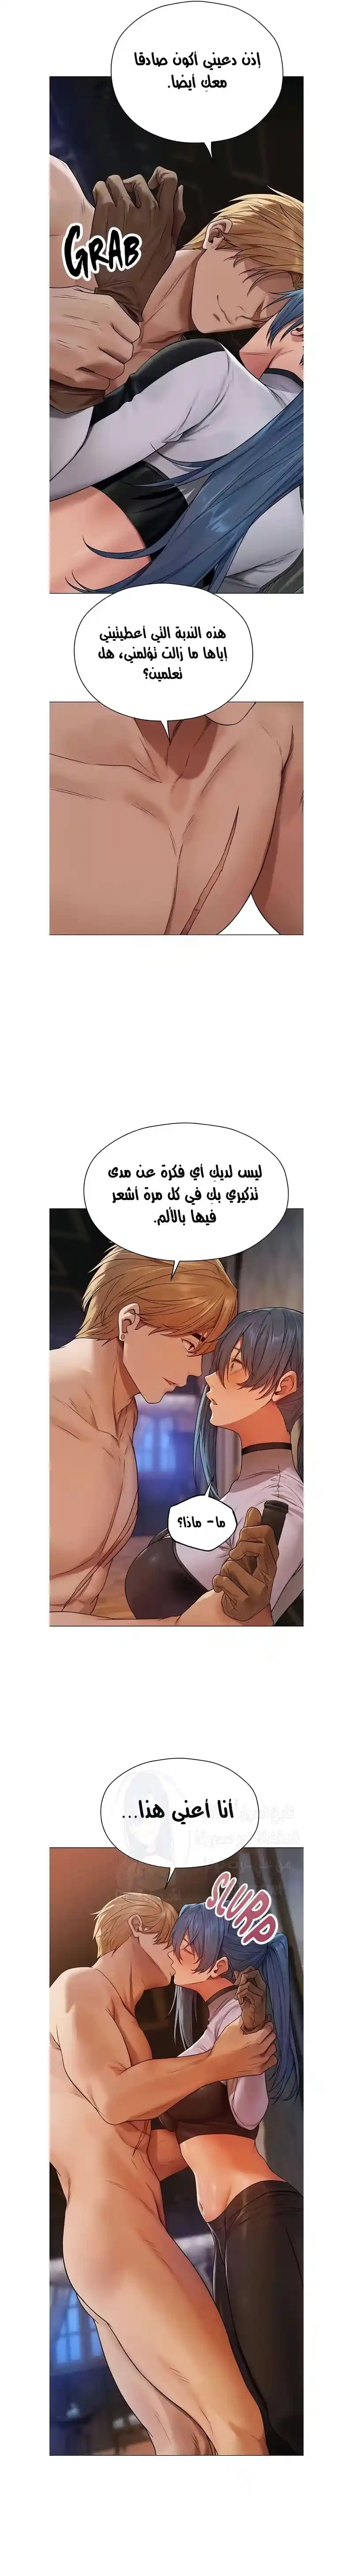 إذن دعيني أكون صادقا
معكِ أيضا.
GRAB
هذه الندبة التي أعطيتيني
إياها ما زالت تؤلمني، هل
تعلمين؟
ليس لديكِ أي فكرة عن مدى
تذكيري بكِ في كل مرة أشعر
فيها بالألم.
ما- ماذا؟
أنا أعني هذا...
SLURP